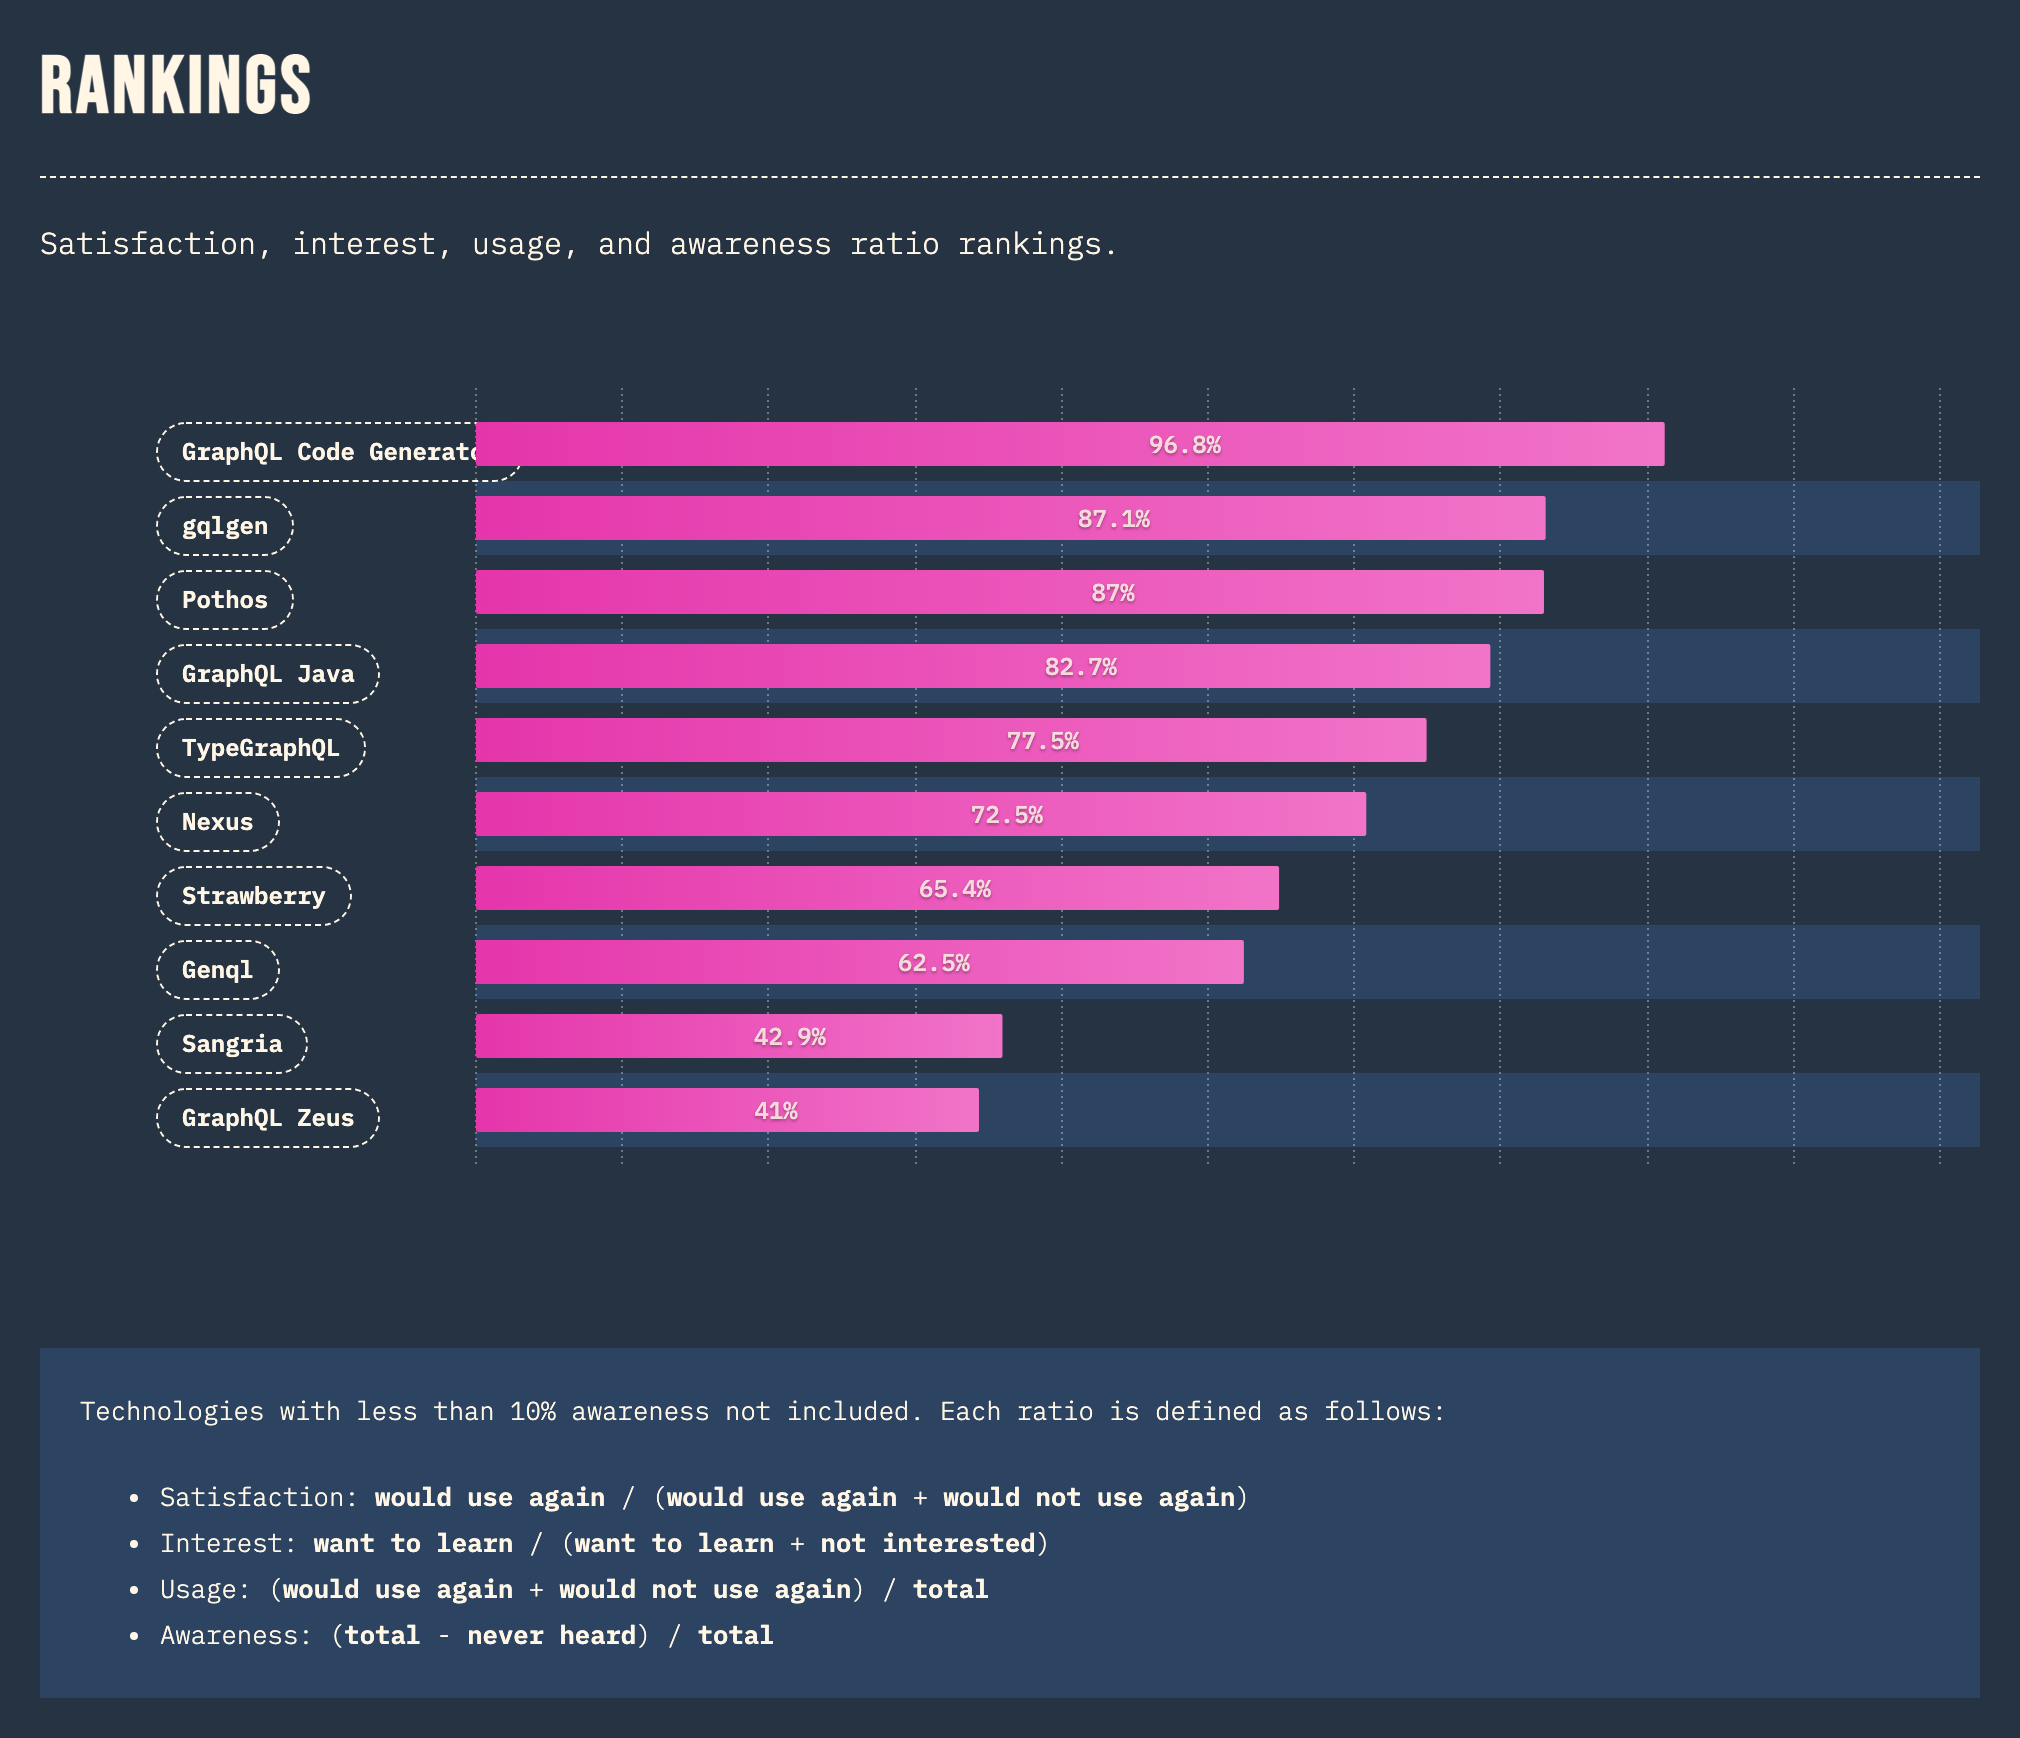 RANKINGS
Satisfaction, interest, usage, and awareness ratio rankings.
GraphQL Code Generato 96.8%
gqlgen 87.1%
Pothos 87%
GraphQL Java 82.7%
TypeGraphQL 77.5%
Nexus 72.5%
Strawberry 65.4%
Genql 62.5%
Sangria 42.9%
GraphQL Zeus 41%
Technologies with less than 10% awareness not included. Each ratio is defined as follows:
• Satisfaction: would use again / (would use again + would not use again)
• Interest: want to learn / (want to learn + not interested)
• Usage: (would use again + would not use again) / total
• Awareness: (total - never heard) / total